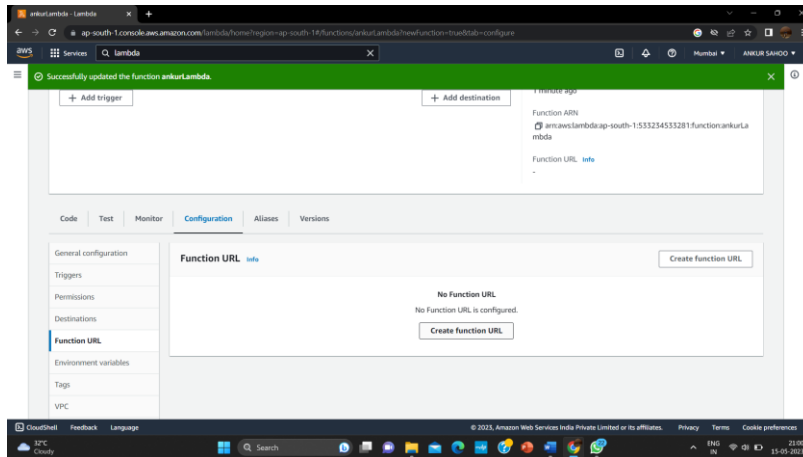 ankurLambda - Lambda
ap-south-1.console.aws.amazon.com/lambda/home?region=ap-south-1#/functions/ankurLambda?newFunction=true&tab=configure
aws Services lambda Mumbai ANKUR SAHOO
Successfully updated the function ankurLambda.
+ Add trigger + Add destination 1 minute ago
Function ARN
arn:aws:lambda:ap-south-1:533234533281:function:ankurLa
mbda
Function URL Info
-
Code Test Monitor Configuration Aliases Versions
General configuration
Function URL Info Create function URL
Triggers
Permissions
No Function URL
No Function URL is configured.
Destinations
Create function URL
Function URL
Environment variables
Tags
VPC
CloudShell Feedback Language © 2023, Amazon Web Services India Private Limited or its affiliates. Privacy Terms Cookie preferences
32°C
Cloudy
Search
ENG
IN
21:00
15-05-2023